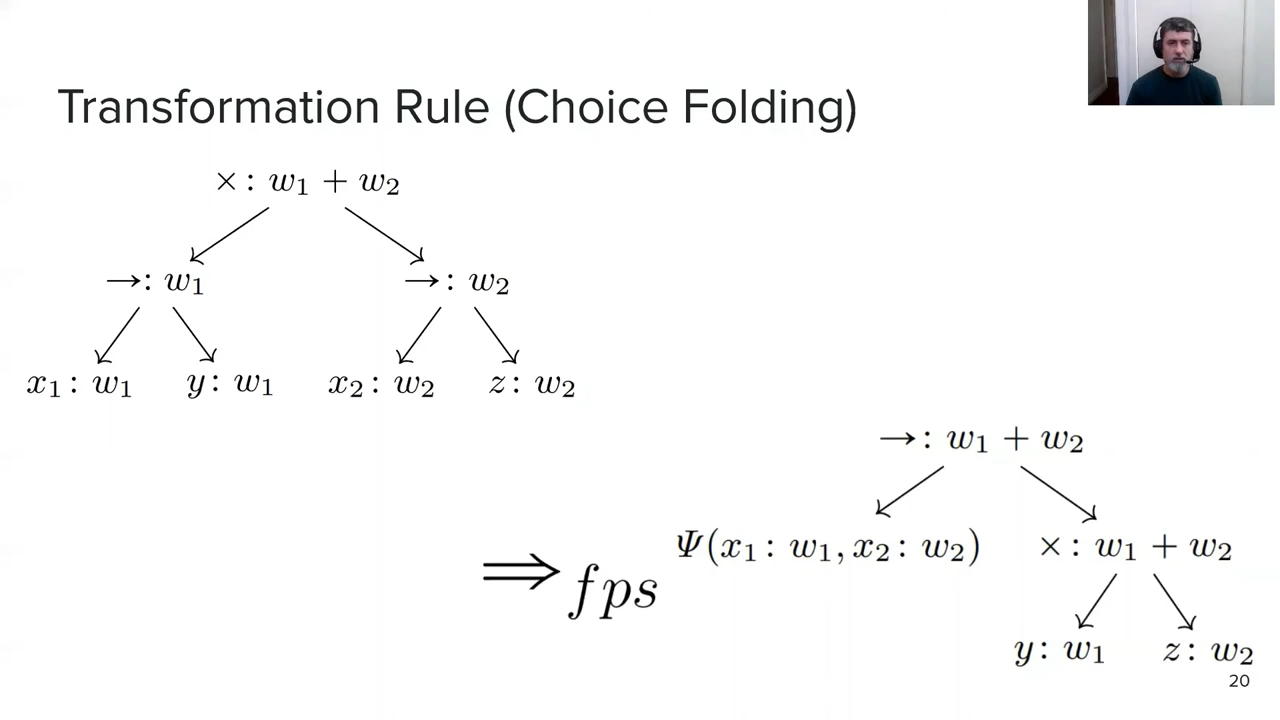 Transformation Rule (Choice Folding)
×: w₁ + w₂
→: w₁ →: w₂
x₁: w₁ y: w₁ x₂: w₂ z: w₂
→: w₁ + w₂
Ψ(x₁: w₁, x₂: w₂) ×: w₁ + w₂
⟹fps
y: w₁ z: w₂
20